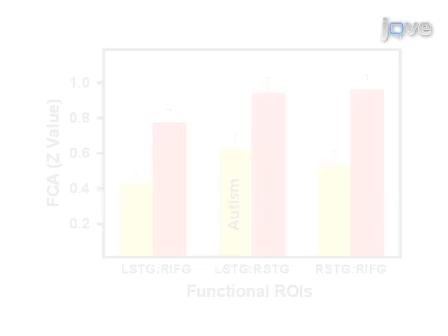 jove
1.0
0.8
0.6
0.4
0.2
FCA (Z Value)
Autism
LSTG:RIFG LSTG:RSTG RSTG:RIFG
Functional ROIs